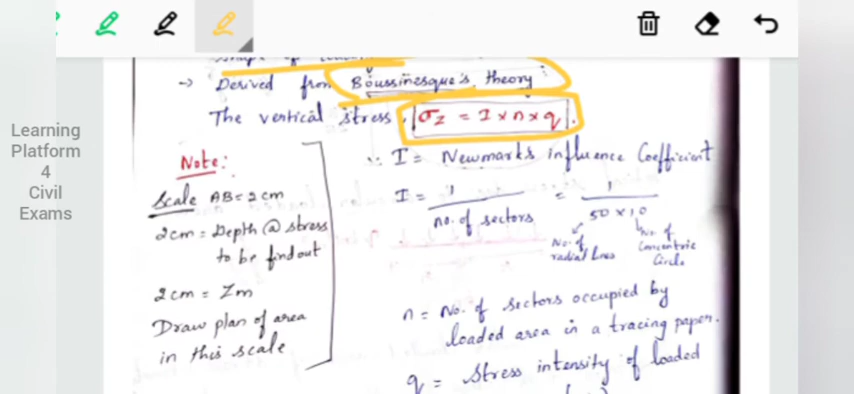 Learning
Platform
4
Civil
Exams
→ Derived from Boussinesque's theory
The vertical stress, σz = I x n x q.
Note:
Scale AB = 2 cm
2cm = Depth @ stress
to be find out
2cm = Zm
Draw plan of area
in this scale
∵ I = Newmarks influence Coefficient
I = 1 / no. of sectors = 1 / 50 x 10
No. of radial lines
No. of Concentric Circle
n = No. of sectors occupied by
loaded area in a tracing paper.
q = Stress intensity of loaded